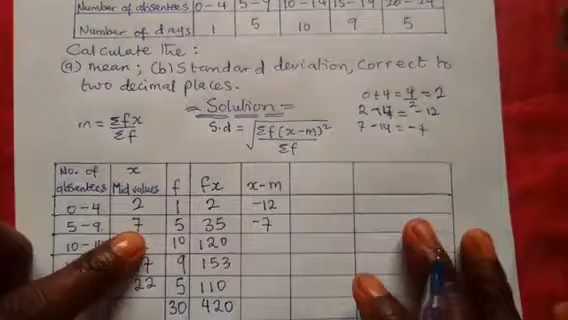 Number of absentees 0-4 5-9 10-14 15-19 20-24
Number of days 1 5 10 9 5
Calculate the :
(a) mean ; (b) Standard deviation, correct to
two decimal places.
Solution
0+4=4/2=2
2-14=-12
7-14=-7
m = Σfx/Σf
S.d = √Σf(x-m)²/Σf
No. of absentees x Mid values f fx x-m
0-4 2 1 2 -12
5-9 7 5 35 -7
10-14 10 120
17 9 153
22 5 110
30 420